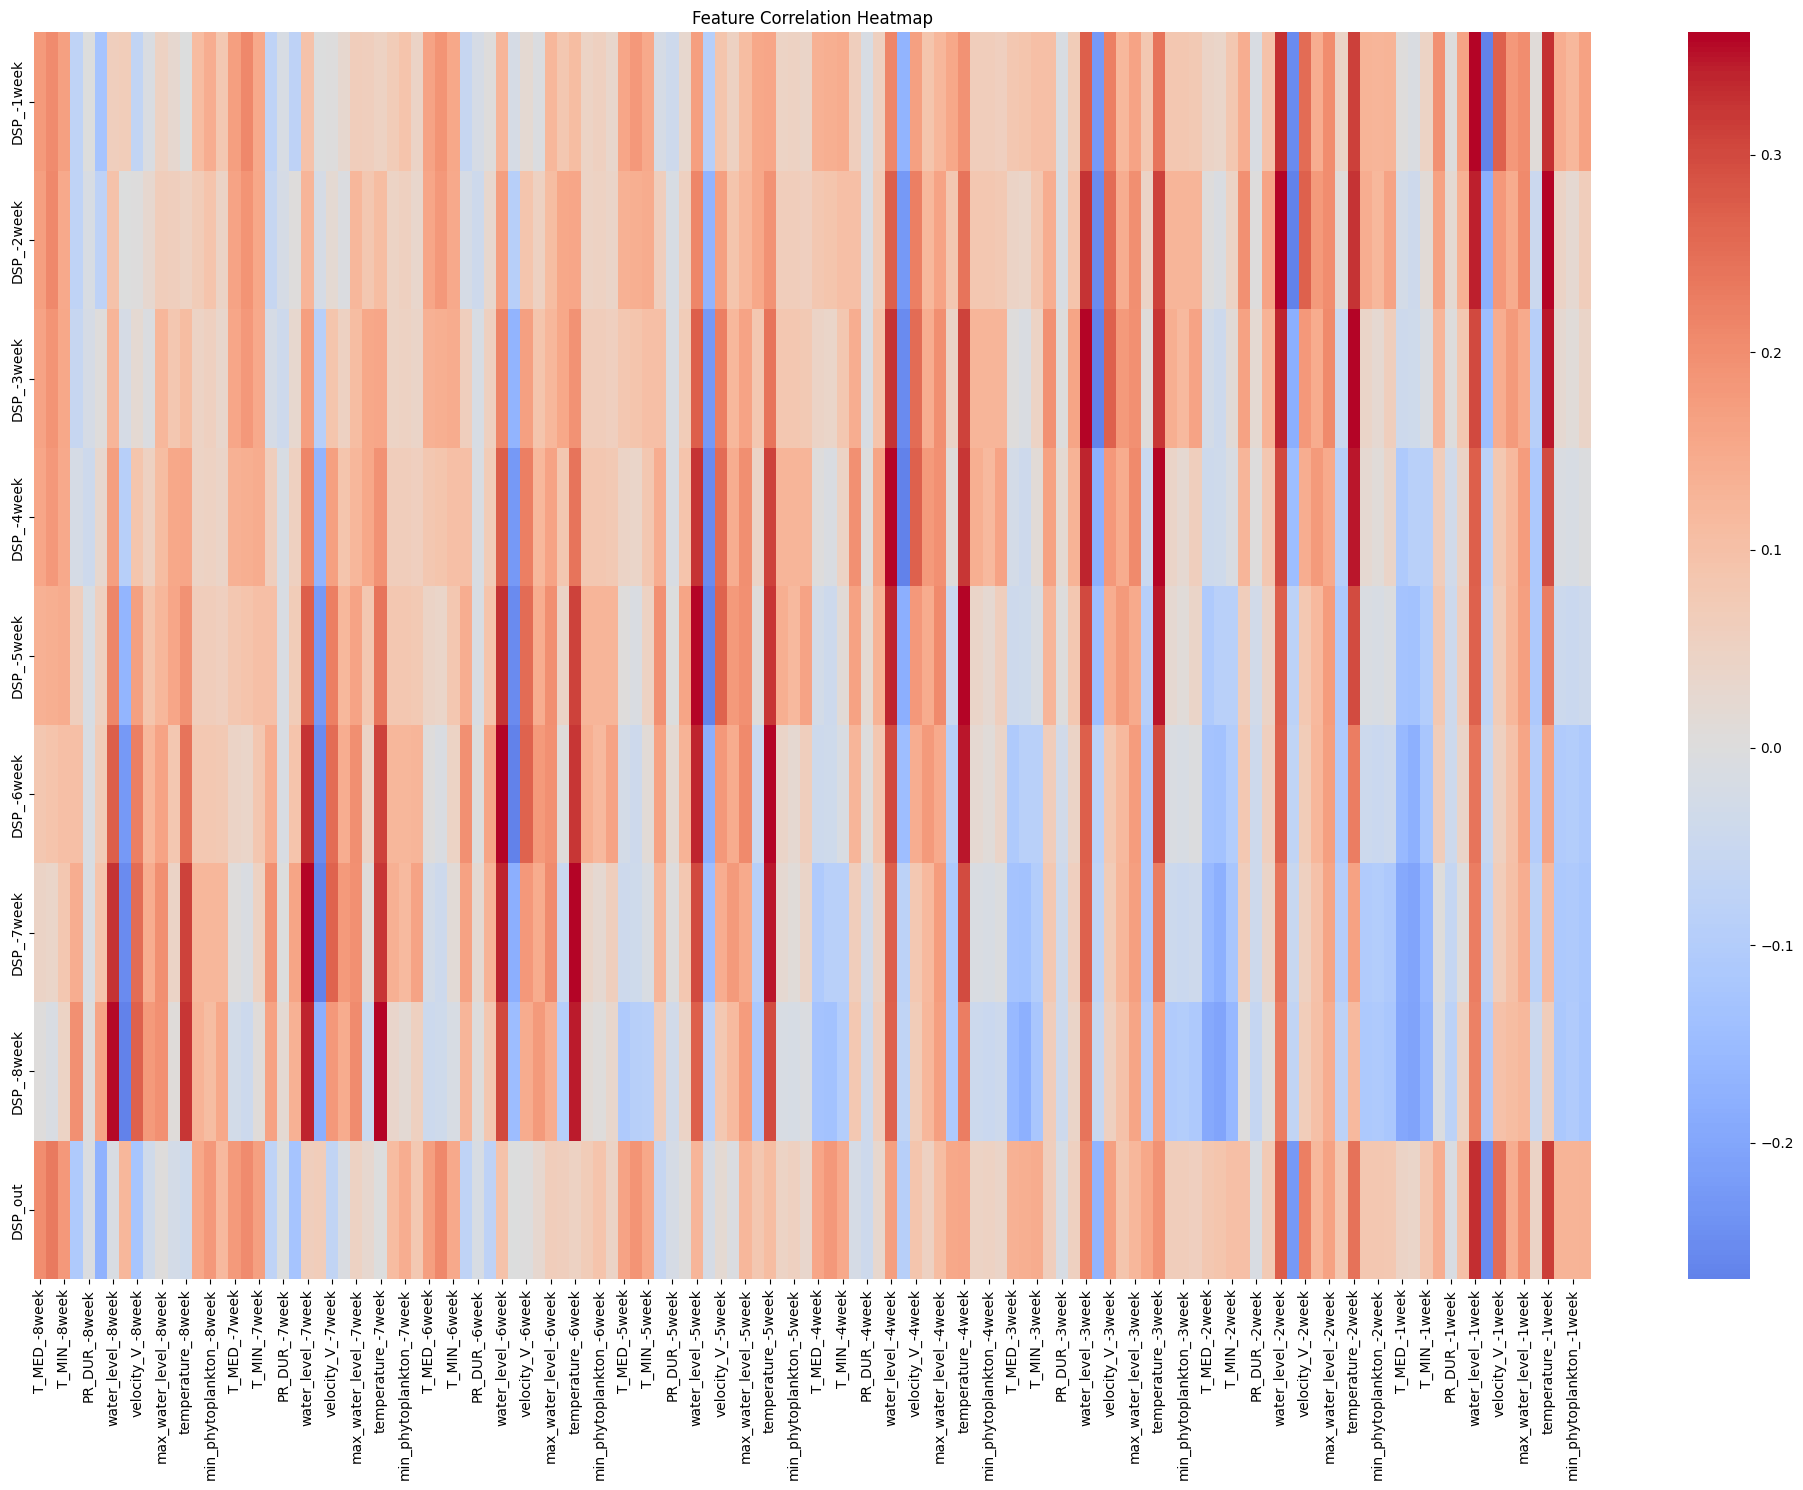 Feature Correlation Heatmap
DSP_-1week
DSP_-2week
DSP_-3week
DSP_-4week
DSP_-5week
DSP_-6week
DSP_-7week
DSP_-8week
DSP_out
0.3
0.2
0.1
0.0
−0.1
−0.2
T_MED_-8week
T_MIN_-8week
PR_DUR_-8week
water_level_-8week
velocity_V_-8week
max_water_level_-8week
temperature_-8week
min_phytoplankton_-8week
T_MED_-7week
T_MIN_-7week
PR_DUR_-7week
water_level_-7week
velocity_V_-7week
max_water_level_-7week
temperature_-7week
min_phytoplankton_-7week
T_MED_-6week
T_MIN_-6week
PR_DUR_-6week
water_level_-6week
velocity_V_-6week
max_water_level_-6week
temperature_-6week
min_phytoplankton_-6week
T_MED_-5week
T_MIN_-5week
PR_DUR_-5week
water_level_-5week
velocity_V_-5week
max_water_level_-5week
temperature_-5week
min_phytoplankton_-5week
T_MED_-4week
T_MIN_-4week
PR_DUR_-4week
water_level_-4week
velocity_V_-4week
max_water_level_-4week
temperature_-4week
min_phytoplankton_-4week
T_MED_-3week
T_MIN_-3week
PR_DUR_-3week
water_level_-3week
velocity_V_-3week
max_water_level_-3week
temperature_-3week
min_phytoplankton_-3week
T_MED_-2week
T_MIN_-2week
PR_DUR_-2week
water_level_-2week
velocity_V_-2week
max_water_level_-2week
temperature_-2week
min_phytoplankton_-2week
T_MED_-1week
T_MIN_-1week
PR_DUR_-1week
water_level_-1week
velocity_V_-1week
max_water_level_-1week
temperature_-1week
min_phytoplankton_-1week